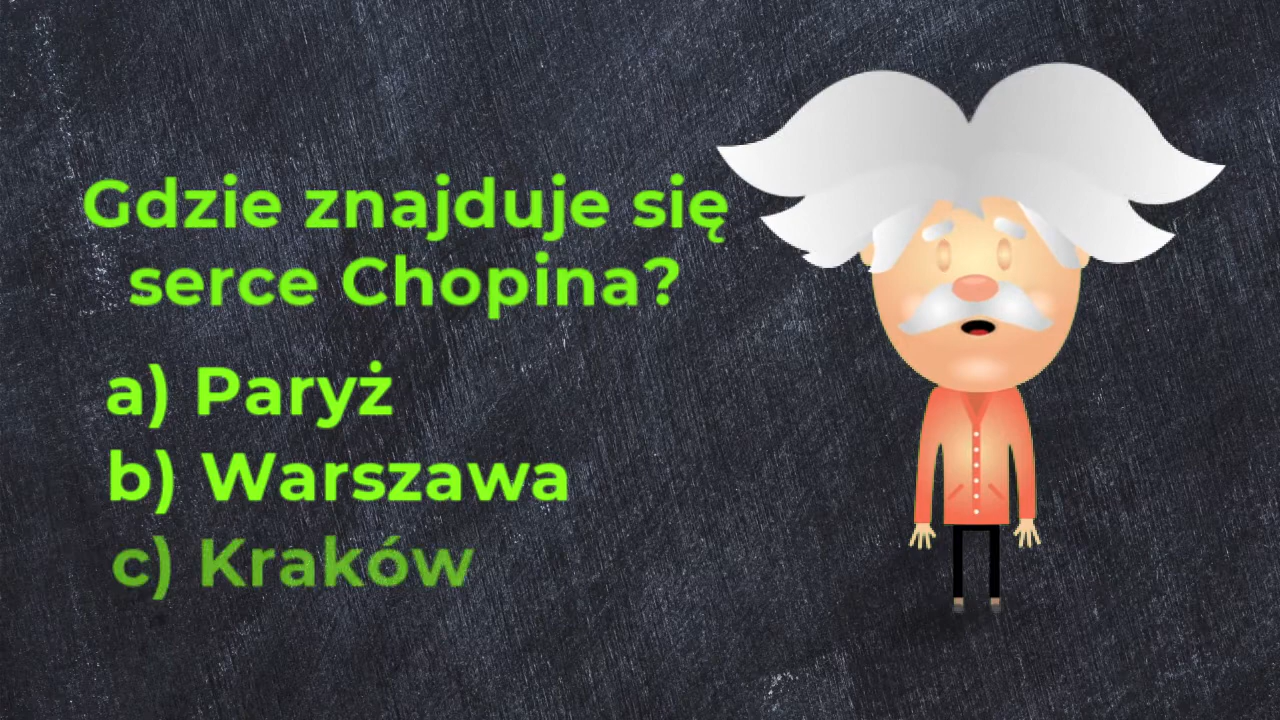 Gdzie znajduje się
serce Chopina?
a) Paryż
b) Warszawa
c) Kraków